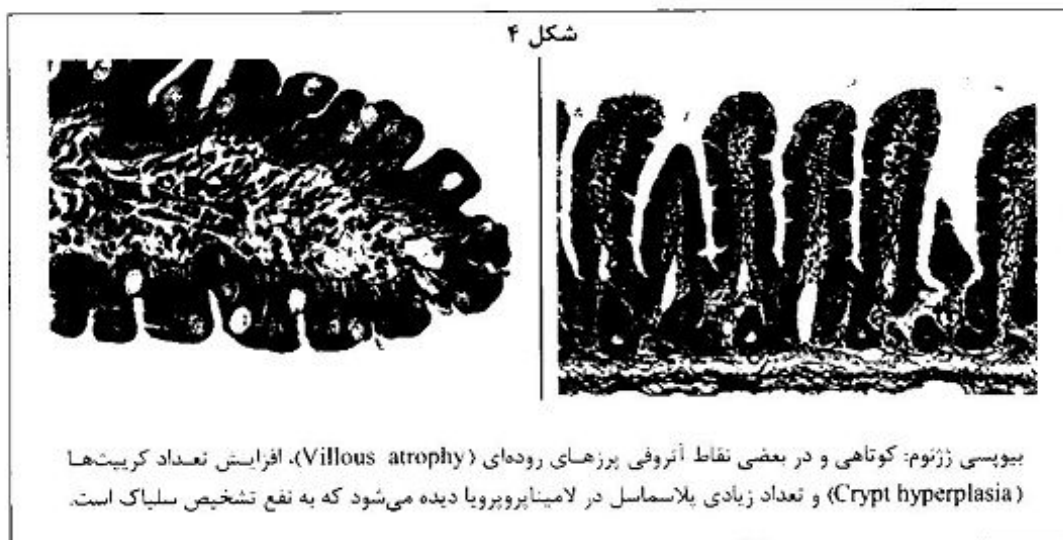 شکل ۴
بیوپسی ژژنوم: کوتاهی و در بعضی نقاط آتروفی پرزهای روده‌ای (Villous atrophy)، افزایش تعداد کریپت‌ها
(Crypt hyperplasia) و تعداد زیادی پلاسماسل در لامیناپروپرویا دیده می‌شود که به نفع تشخیص سلیاک است.